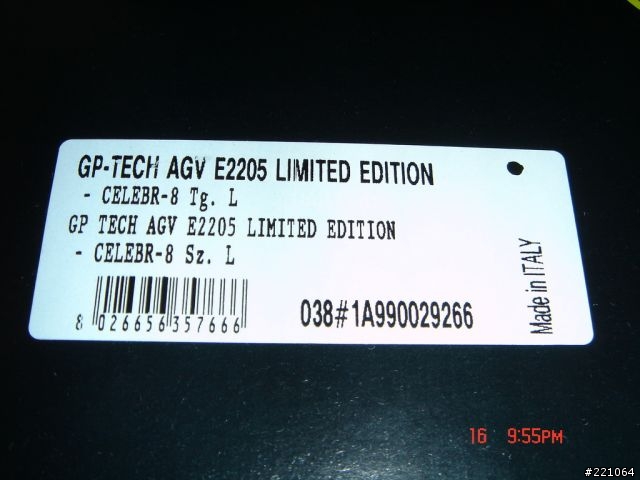 GP-TECH AGV E2205 LIMITED EDITION
- CELEBR-8 Tg. L
GP TECH AGV E2205 LIMITED EDITION
- CELEBR-8 Sz. L
8 026656 357666
038#1A990029266
Made in ITALY
16 9:55PM
#221064